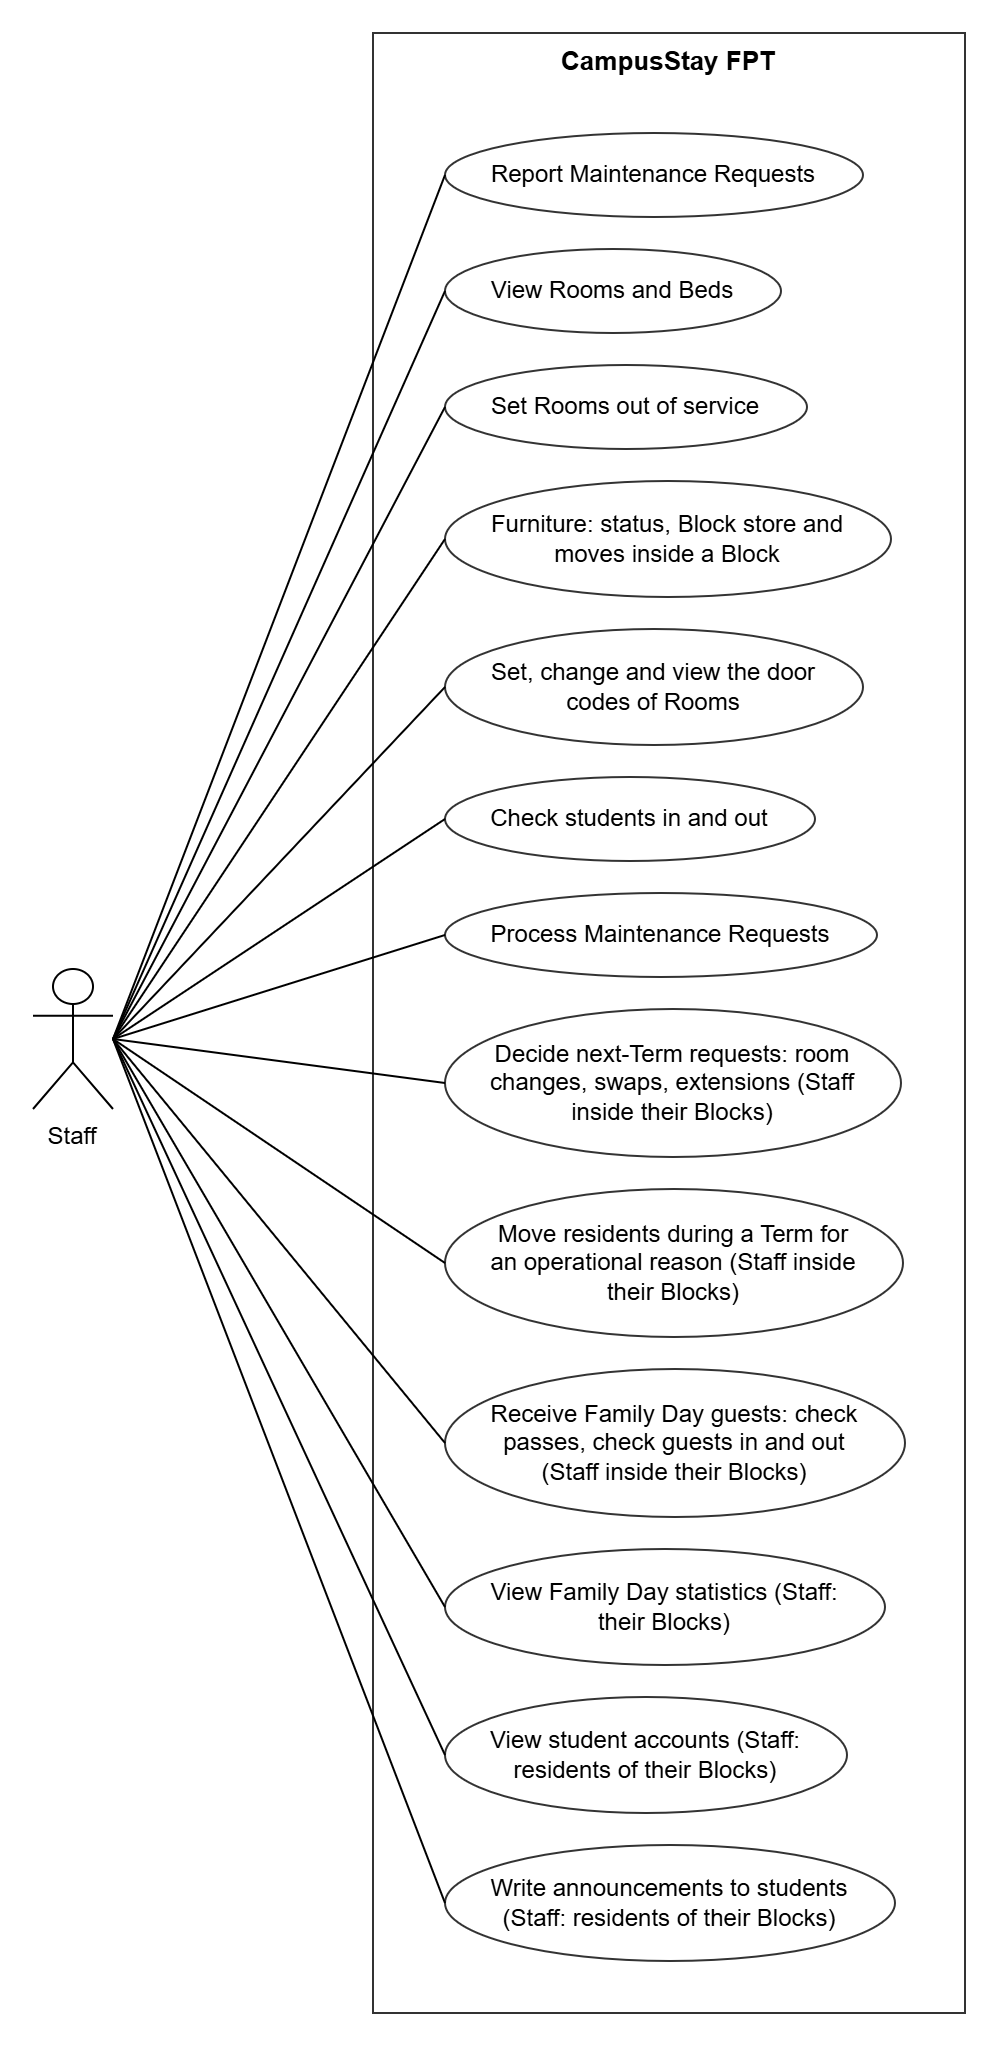 CampusStay FPT
Report Maintenance Requests
View Rooms and Beds
Set Rooms out of service
Furniture: status, Block store and
moves inside a Block
Set, change and view the door
codes of Rooms
Check students in and out
Process Maintenance Requests
Decide next-Term requests: room
changes, swaps, extensions (Staff
inside their Blocks)
Staff
Move residents during a Term for
an operational reason (Staff inside
their Blocks)
Receive Family Day guests: check
passes, check guests in and out
(Staff inside their Blocks)
View Family Day statistics (Staff:
their Blocks)
View student accounts (Staff:
residents of their Blocks)
Write announcements to students
(Staff: residents of their Blocks)